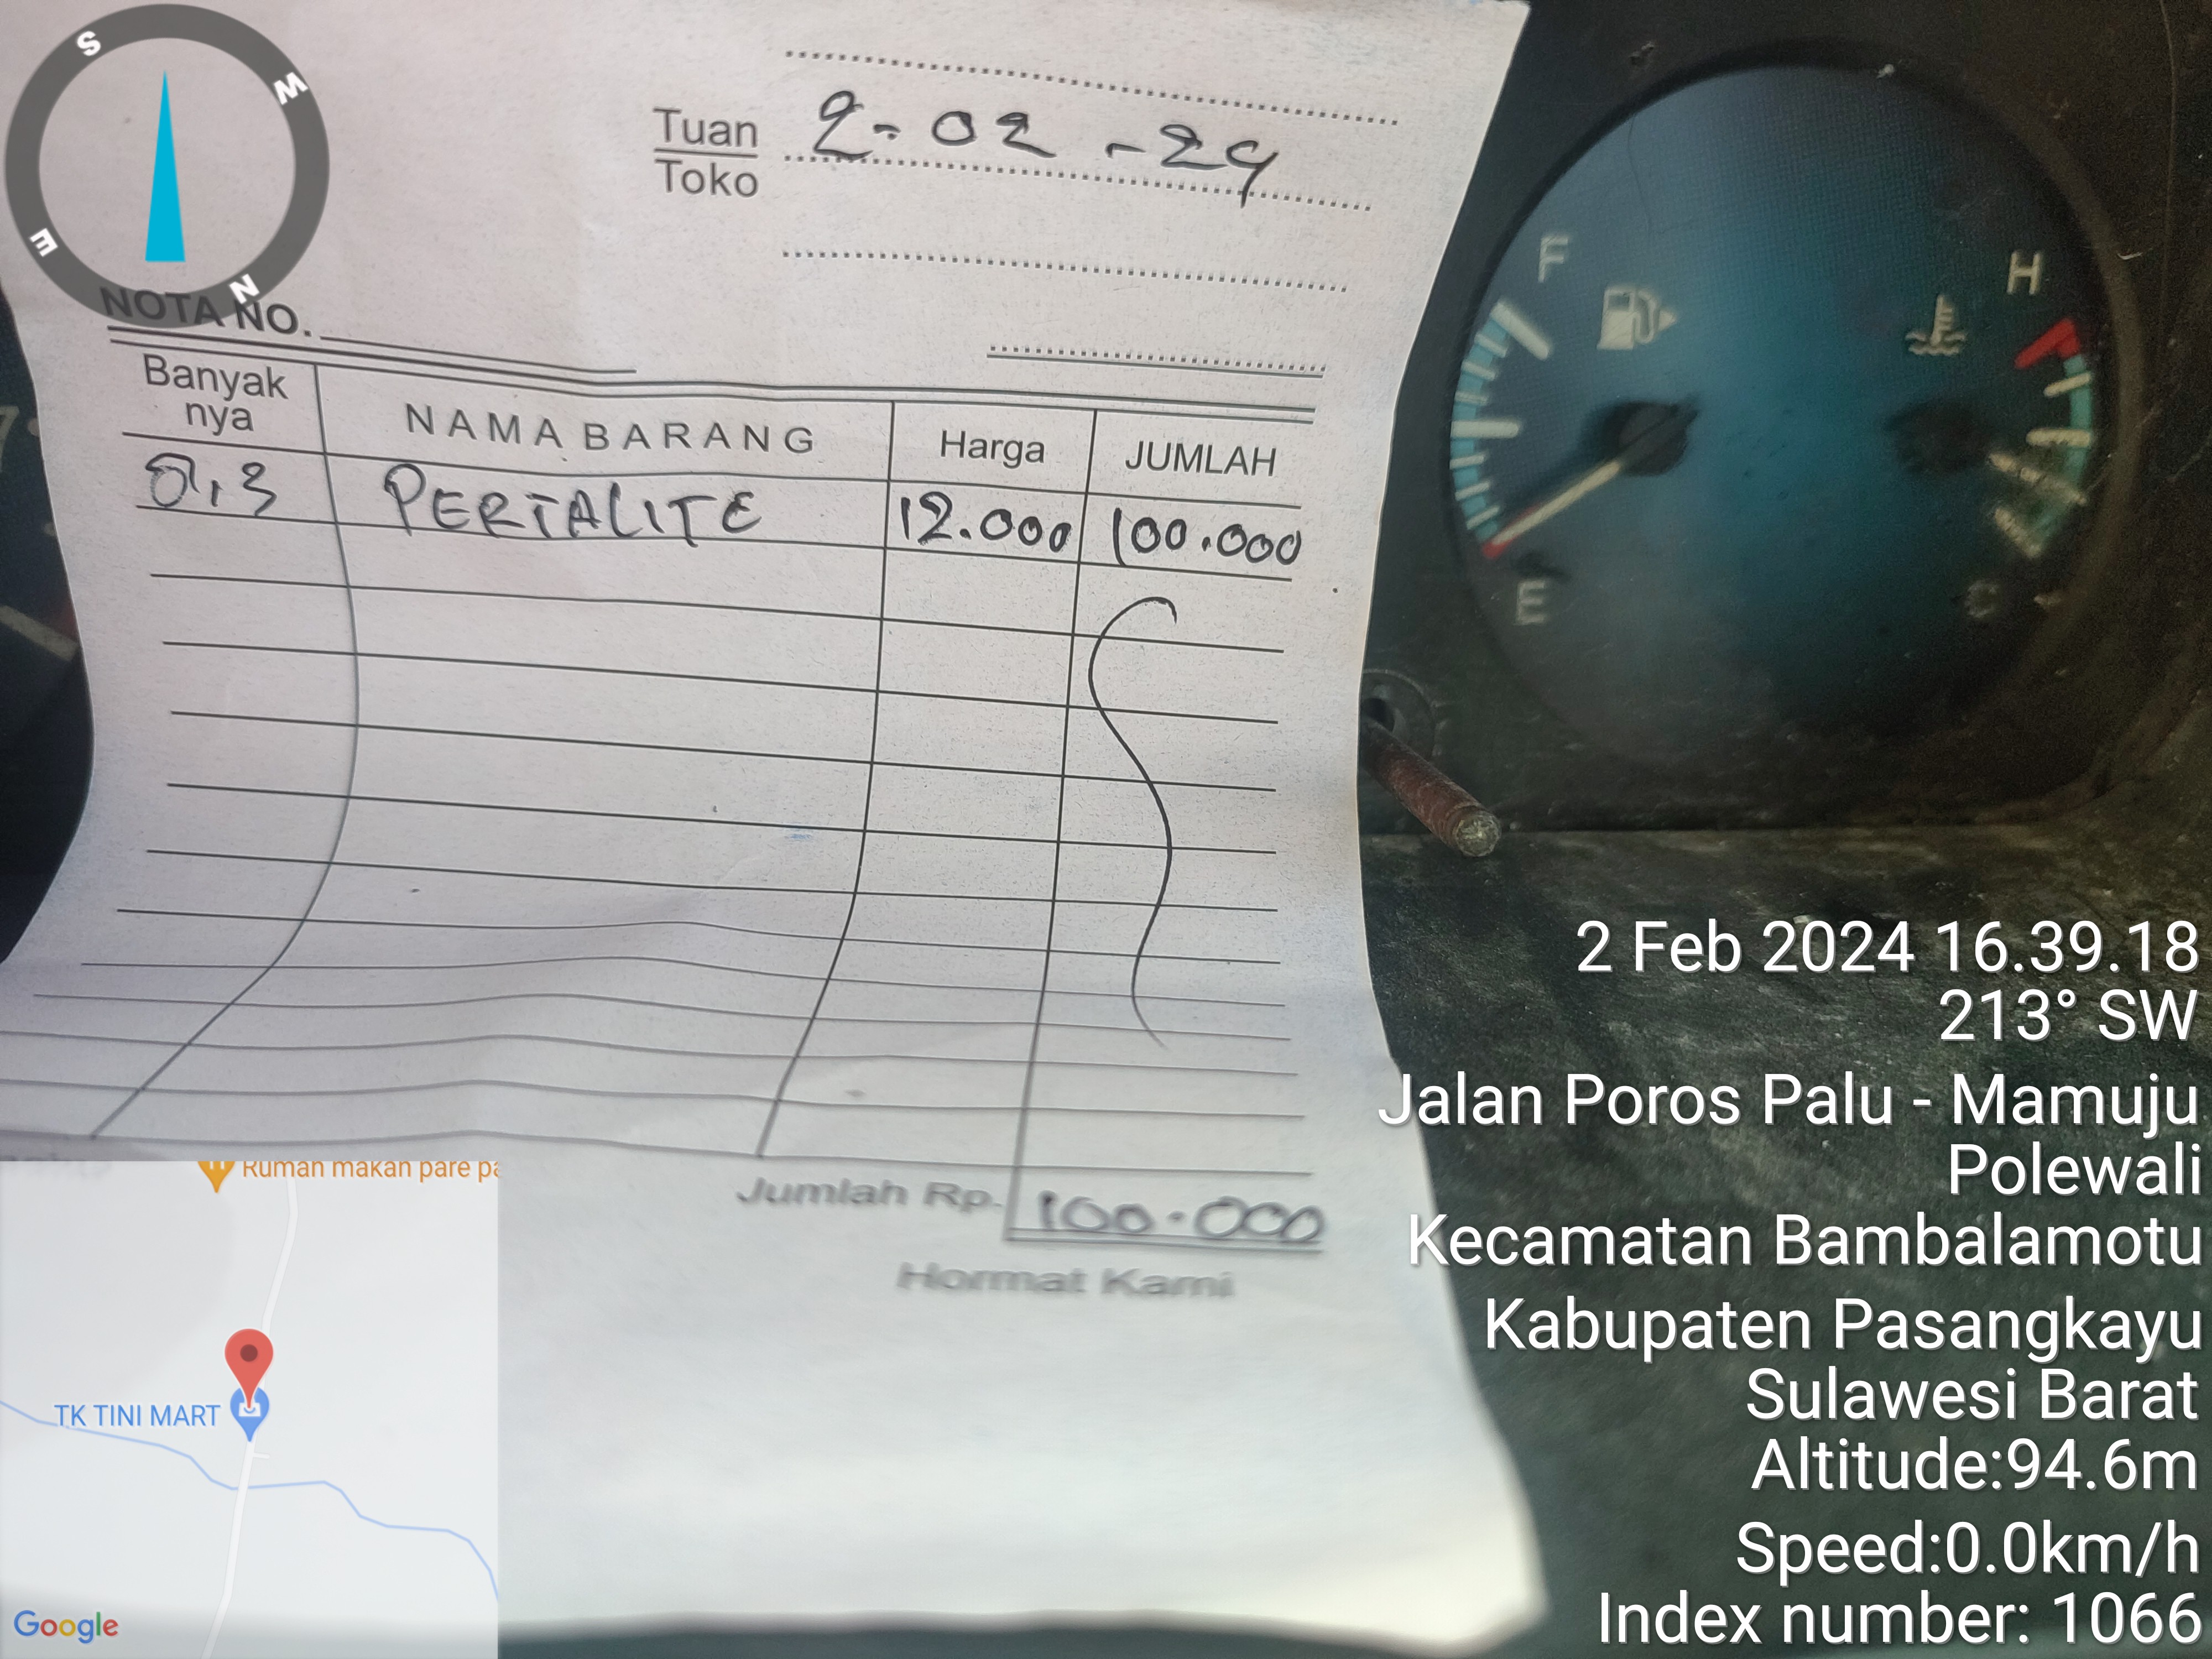 S
W
E
N
Tuan
Toko
2-02-24
NOTA NO.
Banyak nya NAMA BARANG Harga JUMLAH
PERTALITE 12.000 100.000
Jumlah Rp. 100.000
Hormat Kami
F
H
E
C
2 Feb 2024 16.39.18
213° SW
Jalan Poros Palu - Mamuju
Polewali
Kecamatan Bambalamotu
Kabupaten Pasangkayu
Sulawesi Barat
Altitude:94.6m
Speed:0.0km/h
Index number: 1066
Rumah makan pare
TK TINI MART
Google